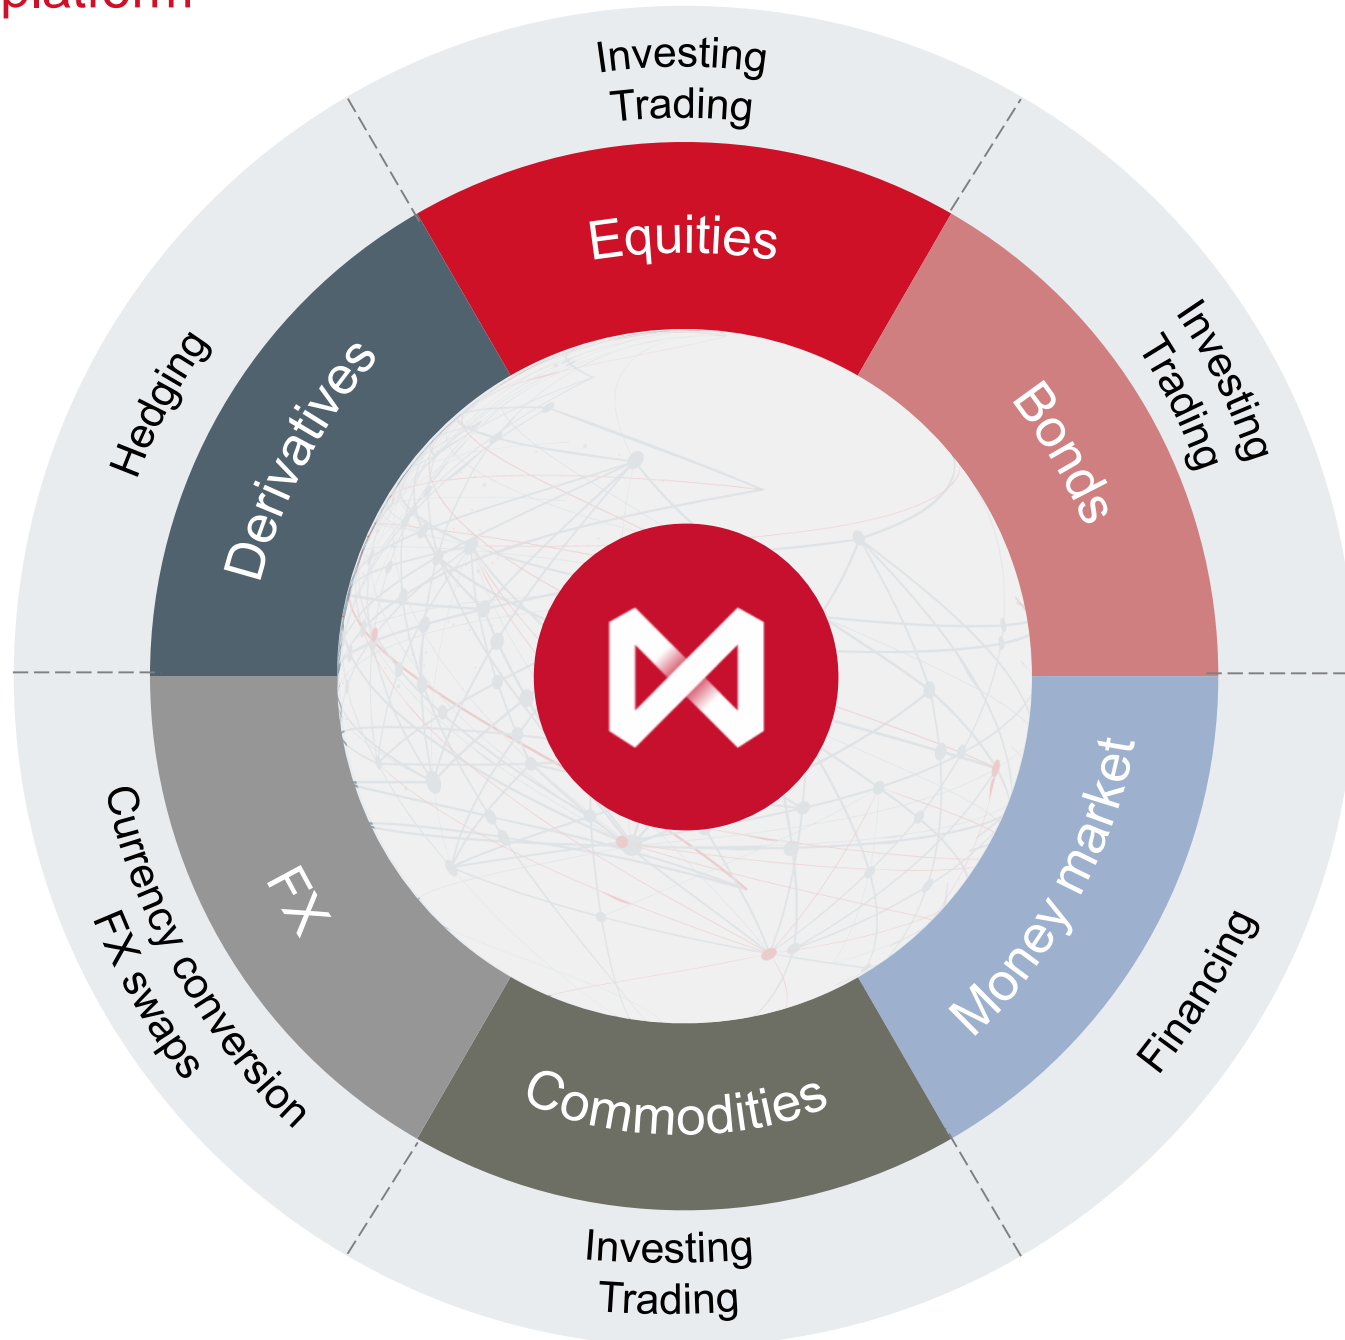 platform
Investing
Trading
Equities
Investing
Trading
Bonds
Money market
Financing
Commodities
Investing
Trading
FX
Currency conversion
FX swaps
Derivatives
Hedging